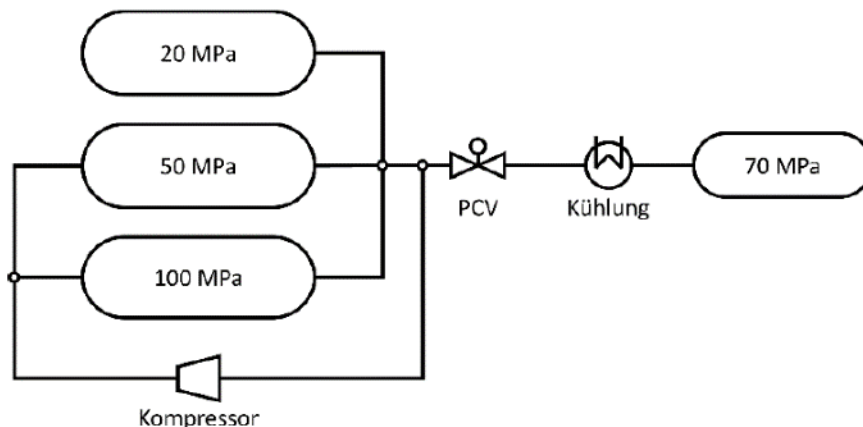 20 MPa
50 MPa
100 MPa
PCV
Kühlung
70 MPa
Kompressor